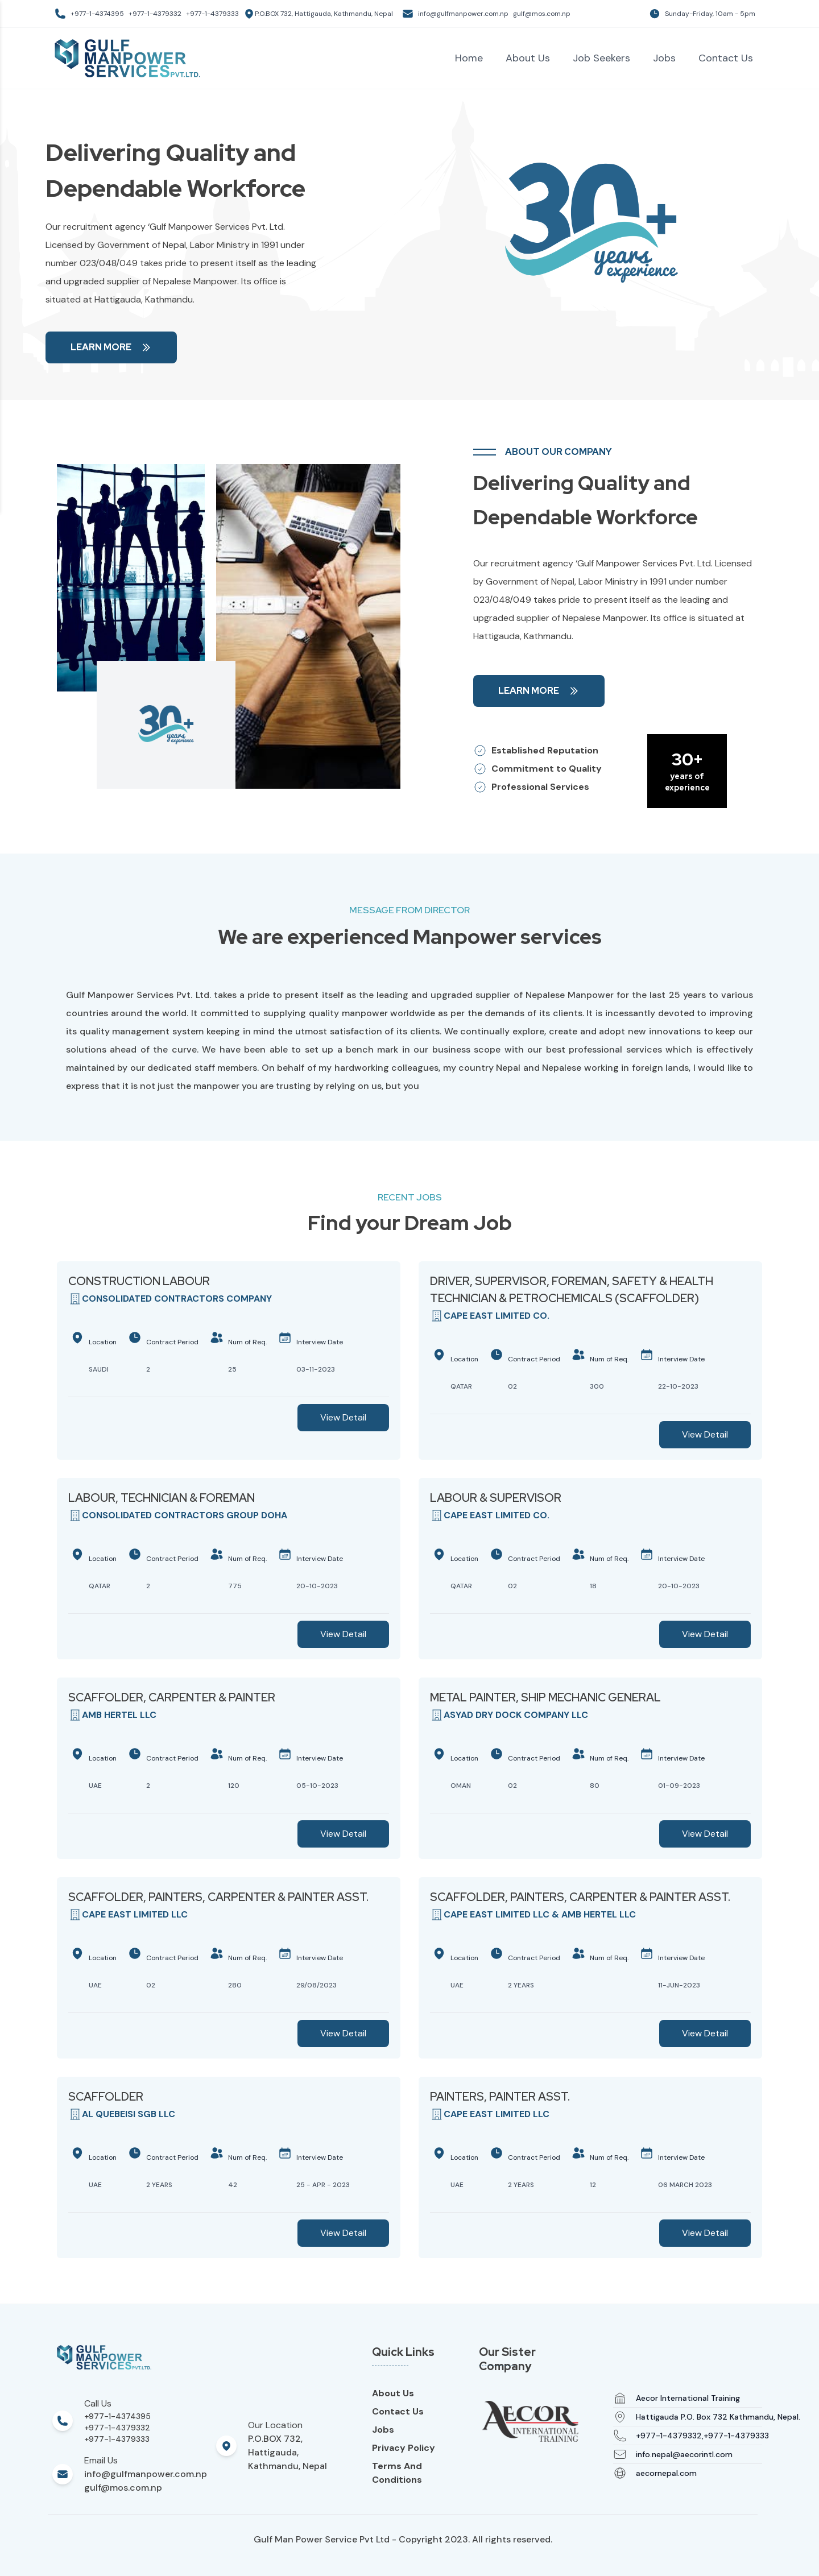 +977-1-4374395 +977-1-4379332 +977-1-4379333 P.O.BOX 732, Hattigauda, Kathmandu, Nepal info@gulfmanpower.com.np gulf@mos.com.np Sunday-Friday, 10am - 5pm
GULF
MANPOWER
SERVICES PVT.LTD.
Home About Us Job Seekers Jobs Contact Us
Delivering Quality and
Dependable Workforce
Our recruitment agency ‘Gulf Manpower Services Pvt. Ltd.
Licensed by Government of Nepal, Labor Ministry in 1991 under
number 023/048/049 takes pride to present itself as the leading
and upgraded supplier of Nepalese Manpower. Its office is
situated at Hattigauda, Kathmandu.
LEARN MORE
30+
years
experience
ABOUT OUR COMPANY
Delivering Quality and
Dependable Workforce
Our recruitment agency ‘Gulf Manpower Services Pvt. Ltd. Licensed
by Government of Nepal, Labor Ministry in 1991 under number
023/048/049 takes pride to present itself as the leading and
upgraded supplier of Nepalese Manpower. Its office is situated at
Hattigauda, Kathmandu.
LEARN MORE
30+
years
experience
Established Reputation
Commitment to Quality
Professional Services
30+
years of
experience
MESSAGE FROM DIRECTOR
We are experienced Manpower services
Gulf Manpower Services Pvt. Ltd. takes a pride to present itself as the leading and upgraded supplier of Nepalese Manpower for the last 25 years to various
countries around the world. It committed to supplying quality manpower worldwide as per the demands of its clients. It is incessantly devoted to improving
its quality management system keeping in mind the utmost satisfaction of its clients. We continually explore, create and adopt new innovations to keep our
solutions ahead of the curve. We have been able to set up a bench mark in our business scope with our best professional services which is effectively
maintained by our dedicated staff members. On behalf of my hardworking colleagues, my country Nepal and Nepalese working in foreign lands, I would like to
express that it is not just the manpower you are trusting by relying on us, but you
RECENT JOBS
Find your Dream Job
CONSTRUCTION LABOUR
CONSOLIDATED CONTRACTORS COMPANY
Location Contract Period Num of Req. Interview Date
SAUDI 2 25 03-11-2023
View Detail
DRIVER, SUPERVISOR, FOREMAN, SAFETY & HEALTH
TECHNICIAN & PETROCHEMICALS (SCAFFOLDER)
CAPE EAST LIMITED CO.
Location Contract Period Num of Req. Interview Date
QATAR 02 300 22-10-2023
View Detail
LABOUR, TECHNICIAN & FOREMAN
CONSOLIDATED CONTRACTORS GROUP DOHA
Location Contract Period Num of Req. Interview Date
QATAR 2 775 20-10-2023
View Detail
LABOUR & SUPERVISOR
CAPE EAST LIMITED CO.
Location Contract Period Num of Req. Interview Date
QATAR 02 18 20-10-2023
View Detail
SCAFFOLDER, CARPENTER & PAINTER
AMB HERTEL LLC
Location Contract Period Num of Req. Interview Date
UAE 2 120 05-10-2023
View Detail
METAL PAINTER, SHIP MECHANIC GENERAL
ASYAD DRY DOCK COMPANY LLC
Location Contract Period Num of Req. Interview Date
OMAN 02 80 01-09-2023
View Detail
SCAFFOLDER, PAINTERS, CARPENTER & PAINTER ASST.
CAPE EAST LIMITED LLC
Location Contract Period Num of Req. Interview Date
UAE 02 280 29/08/2023
View Detail
SCAFFOLDER, PAINTERS, CARPENTER & PAINTER ASST.
CAPE EAST LIMITED LLC & AMB HERTEL LLC
Location Contract Period Num of Req. Interview Date
UAE 2 YEARS 11-JUN-2023
View Detail
SCAFFOLDER
AL QUEBEISI SGB LLC
Location Contract Period Num of Req. Interview Date
UAE 2 YEARS 42 25 - APR - 2023
View Detail
PAINTERS, PAINTER ASST.
CAPE EAST LIMITED LLC
Location Contract Period Num of Req. Interview Date
UAE 2 YEARS 12 06 MARCH 2023
View Detail
GULF
MANPOWER
SERVICES PVT.LTD.
Call Us
+977-1-4374395
+977-1-4379332
+977-1-4379333
Email Us
info@gulfmanpower.com.np
gulf@mos.com.np
Our Location
P.O.BOX 732,
Hattigauda,
Kathmandu, Nepal
Quick Links
About Us
Contact Us
Jobs
Privacy Policy
Terms And
Conditions
Our Sister
Company
AECOR
INTERNATIONAL
TRAINING
Aecor International Training
Hattigauda P.O. Box 732 Kathmandu, Nepal.
+977-1-4379332,+977-1-4379333
info.nepal@aecorintl.com
aecornepal.com
Gulf Man Power Service Pvt Ltd - Copyright 2023. All rights reserved.